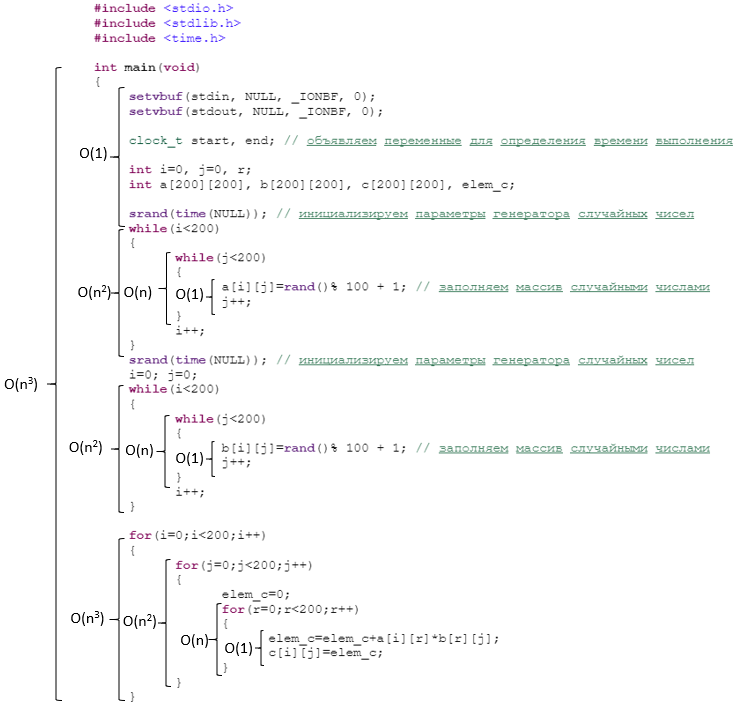 #include <stdio.h>
#include <stdlib.h>
#include <time.h>
int main(void)
{
setvbuf(stdin, NULL, _IONBF, 0);
setvbuf(stdout, NULL, _IONBF, 0);
clock_t start, end; // объявляем переменные для определения времени выполнения
O(1)
int i=0, j=0, r;
int a[200][200], b[200][200], c[200][200], elem_c;
srand(time(NULL)); // инициализируем параметры генератора случайных чисел
while(i<200)
{
while(j<200)
{
O(n²) O(n) O(1) a[i][j]=rand()% 100 + 1; // заполняем массив случайными числами
j++;
}
i++;
}
srand(time(NULL)); // инициализируем параметры генератора случайных чисел
i=0; j=0;
O(n³)
while(i<200)
{
while(j<200)
{
O(n²) O(n) O(1) b[i][j]=rand()% 100 + 1; // заполняем массив случайными числами
j++;
}
i++;
}
for(i=0;i<200;i++)
{
for(j=0;j<200;j++)
{
elem_c=0;
for(r=0;r<200;r++)
O(n³) O(n²) {
O(n) O(1) elem_c=elem_c+a[i][r]*b[r][j];
c[i][j]=elem_c;
}
}
}